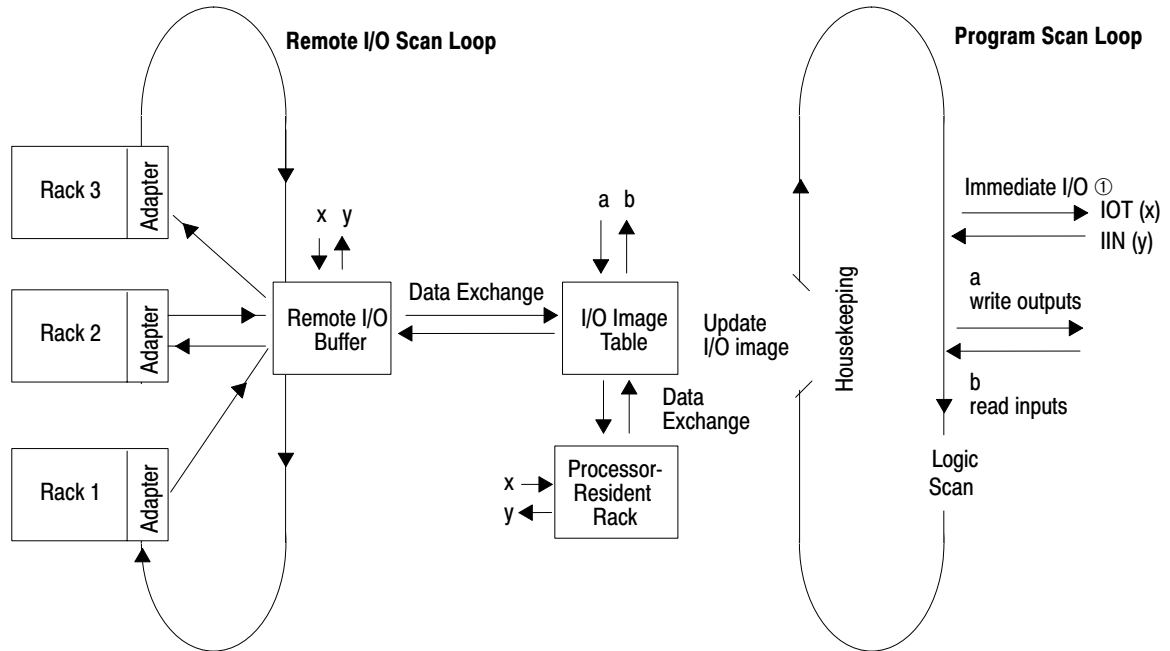 Remote I/O Scan Loop
Program Scan Loop
Rack 3
Adapter
Rack 2
Adapter
Rack 1
Adapter
x y
Remote I/O
Buffer
Data Exchange
a b
I/O Image
Table
Data
Exchange
x
y
Processor-
Resident
Rack
Update
I/O image
Housekeeping
Immediate I/O ①
IOT (x)
IIN (y)
a
write outputs
b
read inputs
Logic
Scan